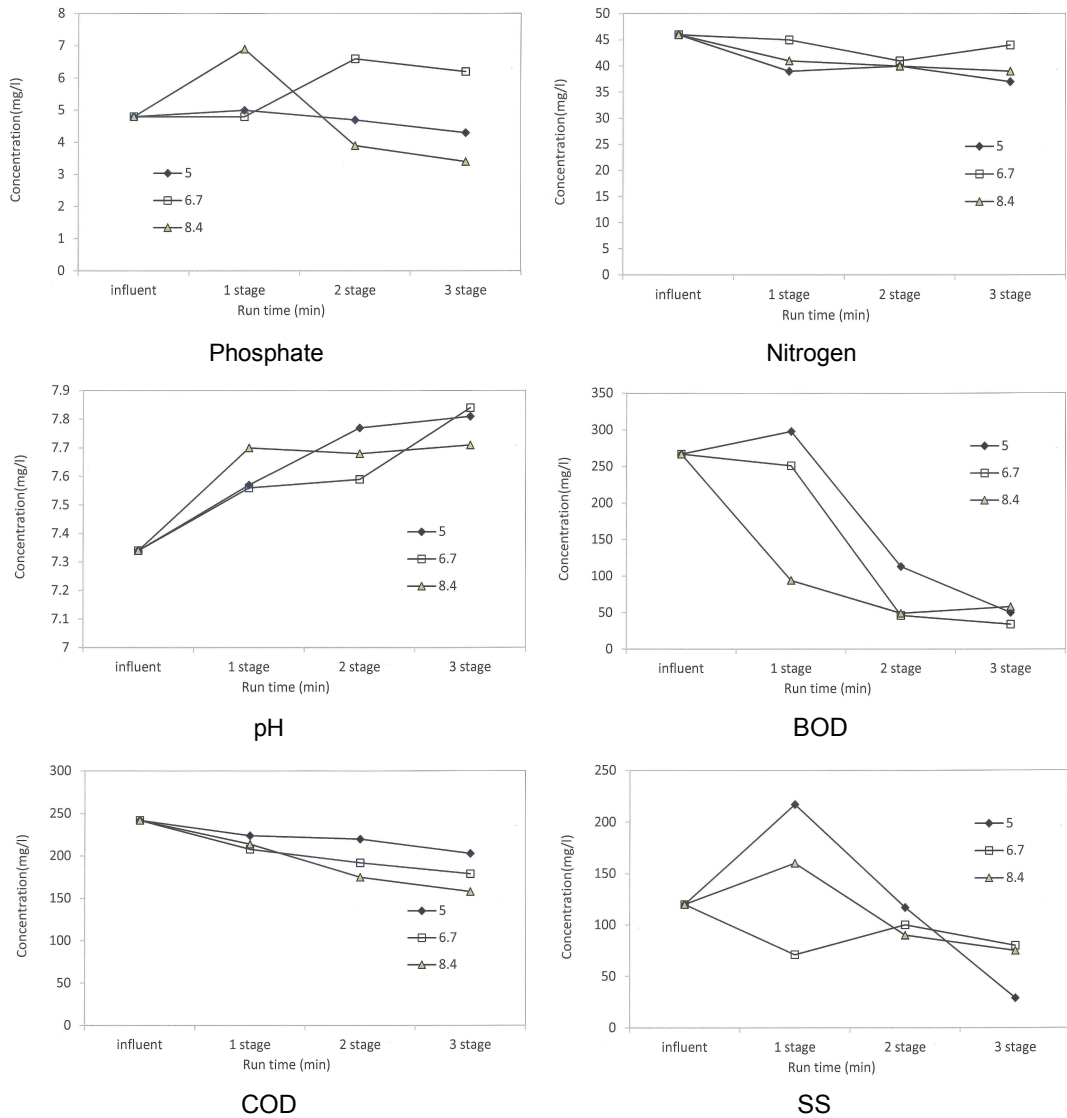 8
7
6
5
4
3
2
1
0
Concentration(mg/l)
5
6.7
8.4
influent 1 stage 2 stage 3 stage
Run time (min)
Phosphate
50
45
40
35
30
25
20
15
10
5
0
Concentration(mg/l)
5
6.7
8.4
influent 1 stage 2 stage 3 stage
Run time (min)
Nitrogen
7.9
7.8
7.7
7.6
7.5
7.4
7.3
7.2
7.1
7
Concentration(mg/l)
5
6.7
8.4
influent 1 stage 2 stage 3 stage
Run time (min)
pH
350
300
250
200
150
100
50
0
Concentration(mg/l)
5
6.7
8.4
influent 1 stage 2 stage 3 stage
Run time (min)
BOD
300
250
200
150
100
50
0
Concentration(mg/l)
5
6.7
8.4
influent 1 stage 2 stage 3 stage
Run time (min)
COD
250
200
150
100
50
0
Concentration(mg/l)
5
6.7
8.4
influent 1 stage 2 stage 3 stage
Run time (min)
SS